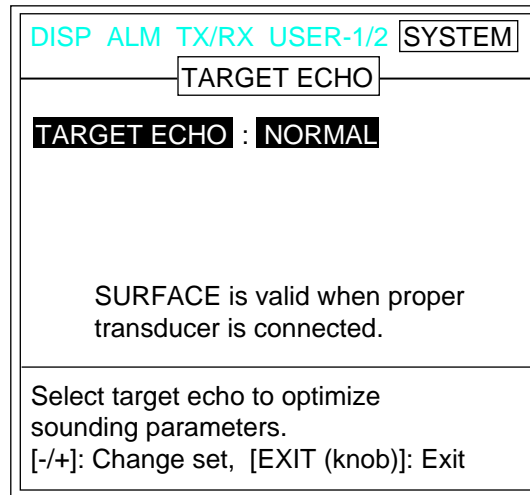 DISP ALM TX/RX USER-1/2 SYSTEM
TARGET ECHO
TARGET ECHO : NORMAL
SURFACE is valid when proper
transducer is connected.
Select target echo to optimize
sounding parameters.
[-/+]: Change set, [EXIT (knob)]: Exit